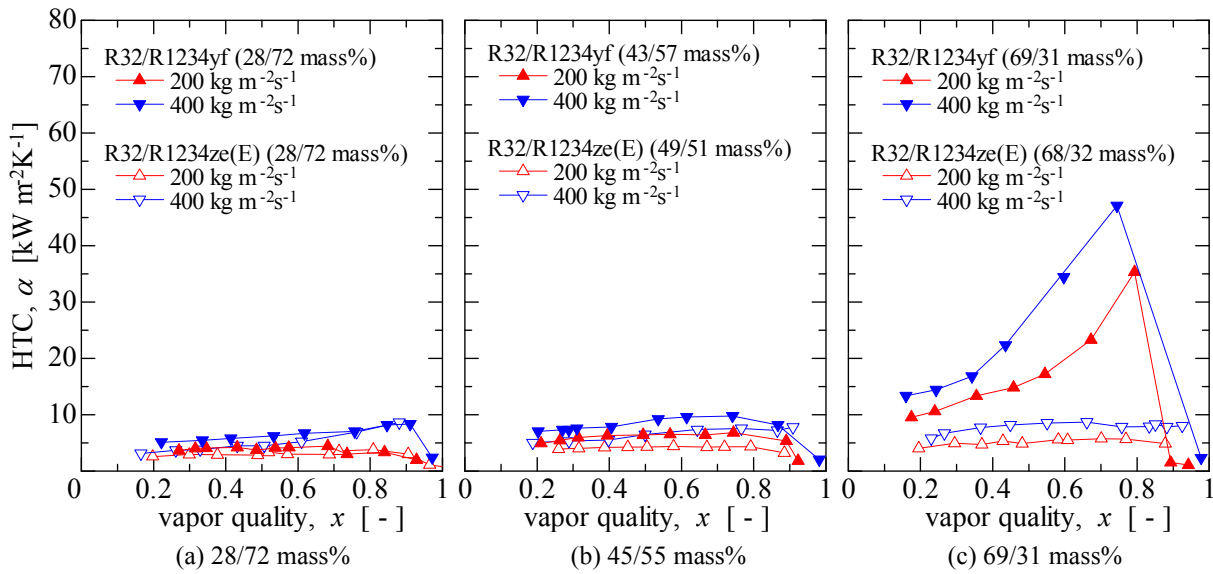 80
70
60
50
40
30
20
10
HTC, α [kW m⁻²K⁻¹]
R32/R1234yf (28/72 mass%)
200 kg m⁻²s⁻¹
400 kg m⁻²s⁻¹
R32/R1234ze(E) (28/72 mass%)
200 kg m⁻²s⁻¹
400 kg m⁻²s⁻¹
0 0.2 0.4 0.6 0.8 1
vapor quality, x [ - ]
(a) 28/72 mass%
R32/R1234yf (43/57 mass%)
200 kg m⁻²s⁻¹
400 kg m⁻²s⁻¹
R32/R1234ze(E) (49/51 mass%)
200 kg m⁻²s⁻¹
400 kg m⁻²s⁻¹
0 0.2 0.4 0.6 0.8 1
vapor quality, x [ - ]
(b) 45/55 mass%
R32/R1234yf (69/31 mass%)
200 kg m⁻²s⁻¹
400 kg m⁻²s⁻¹
R32/R1234ze(E) (68/32 mass%)
200 kg m⁻²s⁻¹
400 kg m⁻²s⁻¹
0 0.2 0.4 0.6 0.8 1
vapor quality, x [ - ]
(c) 69/31 mass%